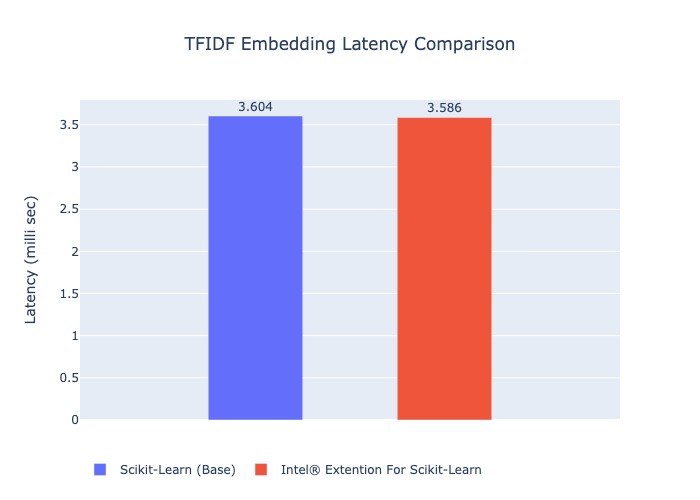 TFIDF Embedding Latency Comparison
3.604
3.586
3.5
3
2.5
2
1.5
1
0.5
0
Latency (milli sec)
Scikit-Learn (Base)
Intel® Extention For Scikit-Learn